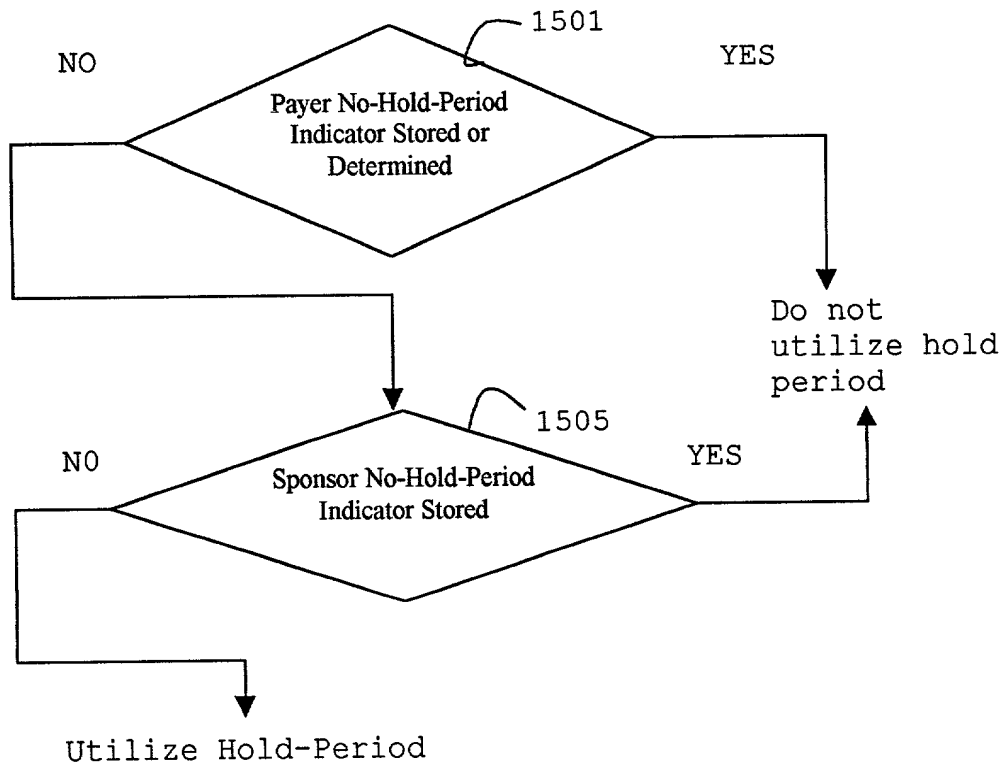 1501
NO
YES
Payer No-Hold-Period
Indicator Stored or
Determined
Do not
utilize hold
period
1505
N0
YES
Sponsor No-Hold-Period
Indicator Stored
Utilize Hold-Period